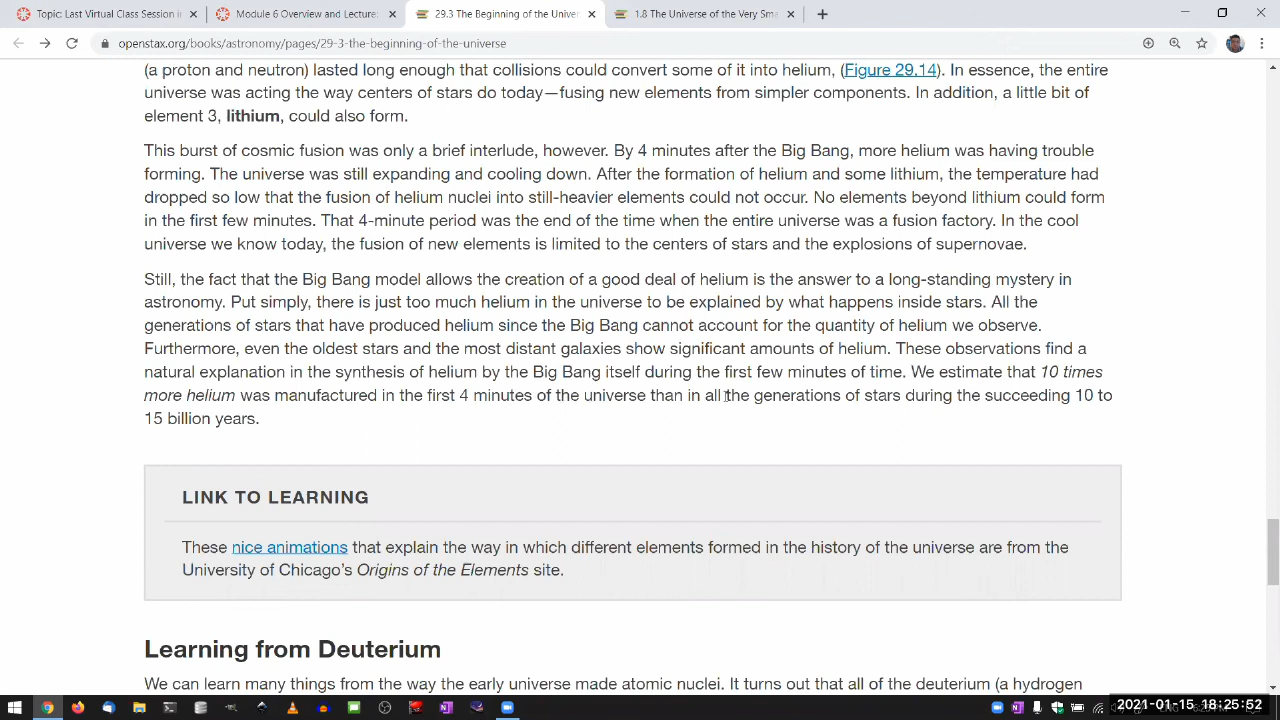 Topic: Last Virtual Class Session in
Module 6 Overview and Lecture:
29.3 The Beginning of the Univer
1.8 The Universe of the Very Sma
openstax.org/books/astronomy/pages/29-3-the-beginning-of-the-universe
(a proton and neutron) lasted long enough that collisions could convert some of it into helium, (Figure 29.14). In essence, the entire
universe was acting the way centers of stars do today—fusing new elements from simpler components. In addition, a little bit of
element 3, lithium, could also form.
This burst of cosmic fusion was only a brief interlude, however. By 4 minutes after the Big Bang, more helium was having trouble
forming. The universe was still expanding and cooling down. After the formation of helium and some lithium, the temperature had
dropped so low that the fusion of helium nuclei into still-heavier elements could not occur. No elements beyond lithium could form
in the first few minutes. That 4-minute period was the end of the time when the entire universe was a fusion factory. In the cool
universe we know today, the fusion of new elements is limited to the centers of stars and the explosions of supernovae.
Still, the fact that the Big Bang model allows the creation of a good deal of helium is the answer to a long-standing mystery in
astronomy. Put simply, there is just too much helium in the universe to be explained by what happens inside stars. All the
generations of stars that have produced helium since the Big Bang cannot account for the quantity of helium we observe.
Furthermore, even the oldest stars and the most distant galaxies show significant amounts of helium. These observations find a
natural explanation in the synthesis of helium by the Big Bang itself during the first few minutes of time. We estimate that 10 times
more helium was manufactured in the first 4 minutes of the universe than in all the generations of stars during the succeeding 10 to
15 billion years.
LINK TO LEARNING
These nice animations that explain the way in which different elements formed in the history of the universe are from the
University of Chicago's Origins of the Elements site.
Learning from Deuterium
We can learn many things from the way the early universe made atomic nuclei. It turns out that all of the deuterium (a hydrogen
2021-01-15 18:25:52